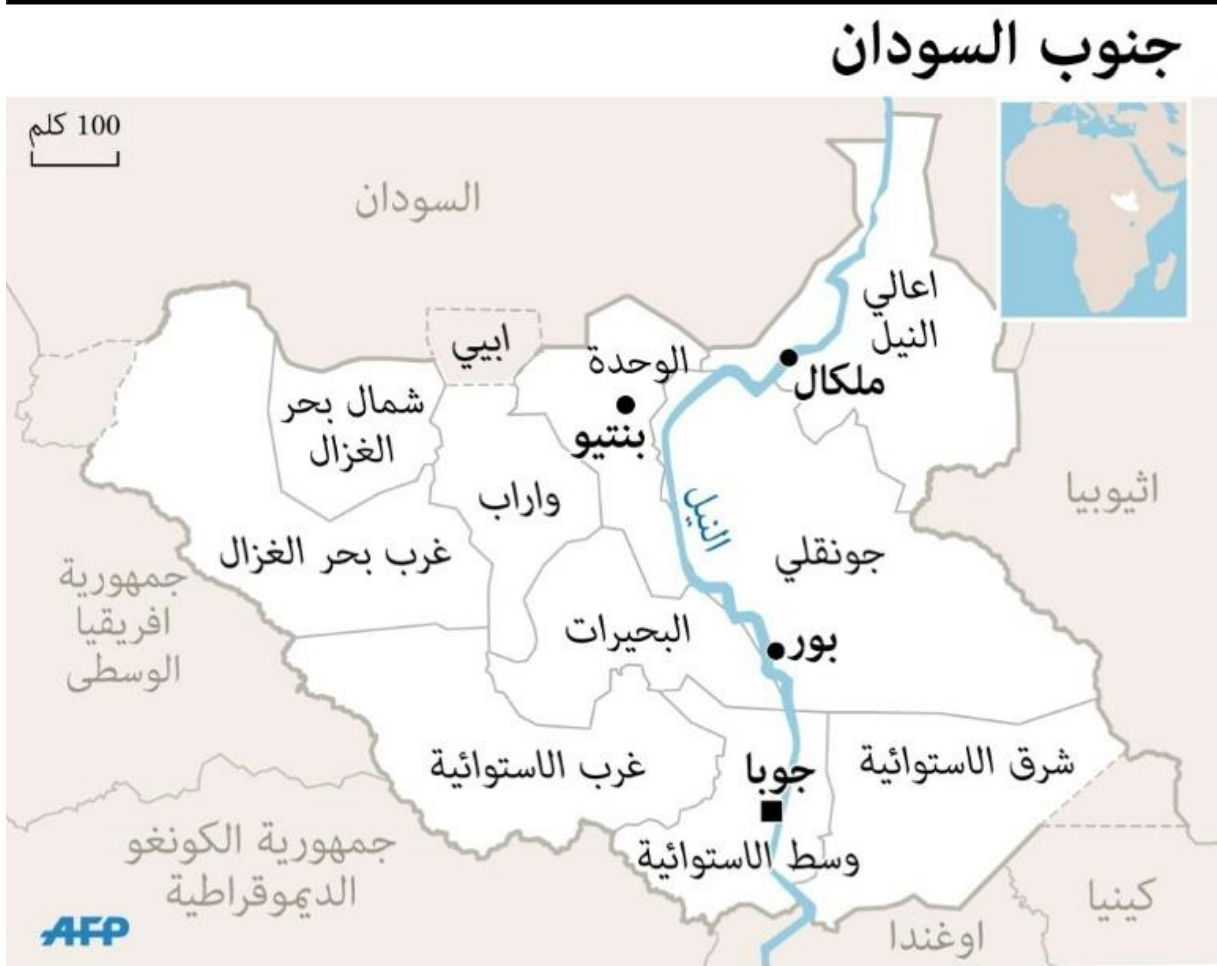 جنوب السودان
100 كلم
السودان
اعالي
النيل
ابيي
الوحدة
ملكال
شمال بحر
الغزال
بنتيو
واراب
النيل
اثيوبيا
غرب بحر الغزال
جونقلي
جمهورية
افريقيا
الوسطى
البحيرات
بور
غرب الاستوائية
جوبا
شرق الاستوائية
وسط الاستوائية
جمهورية الكونغو
الديموقراطية
كينيا
اوغندا
AFP